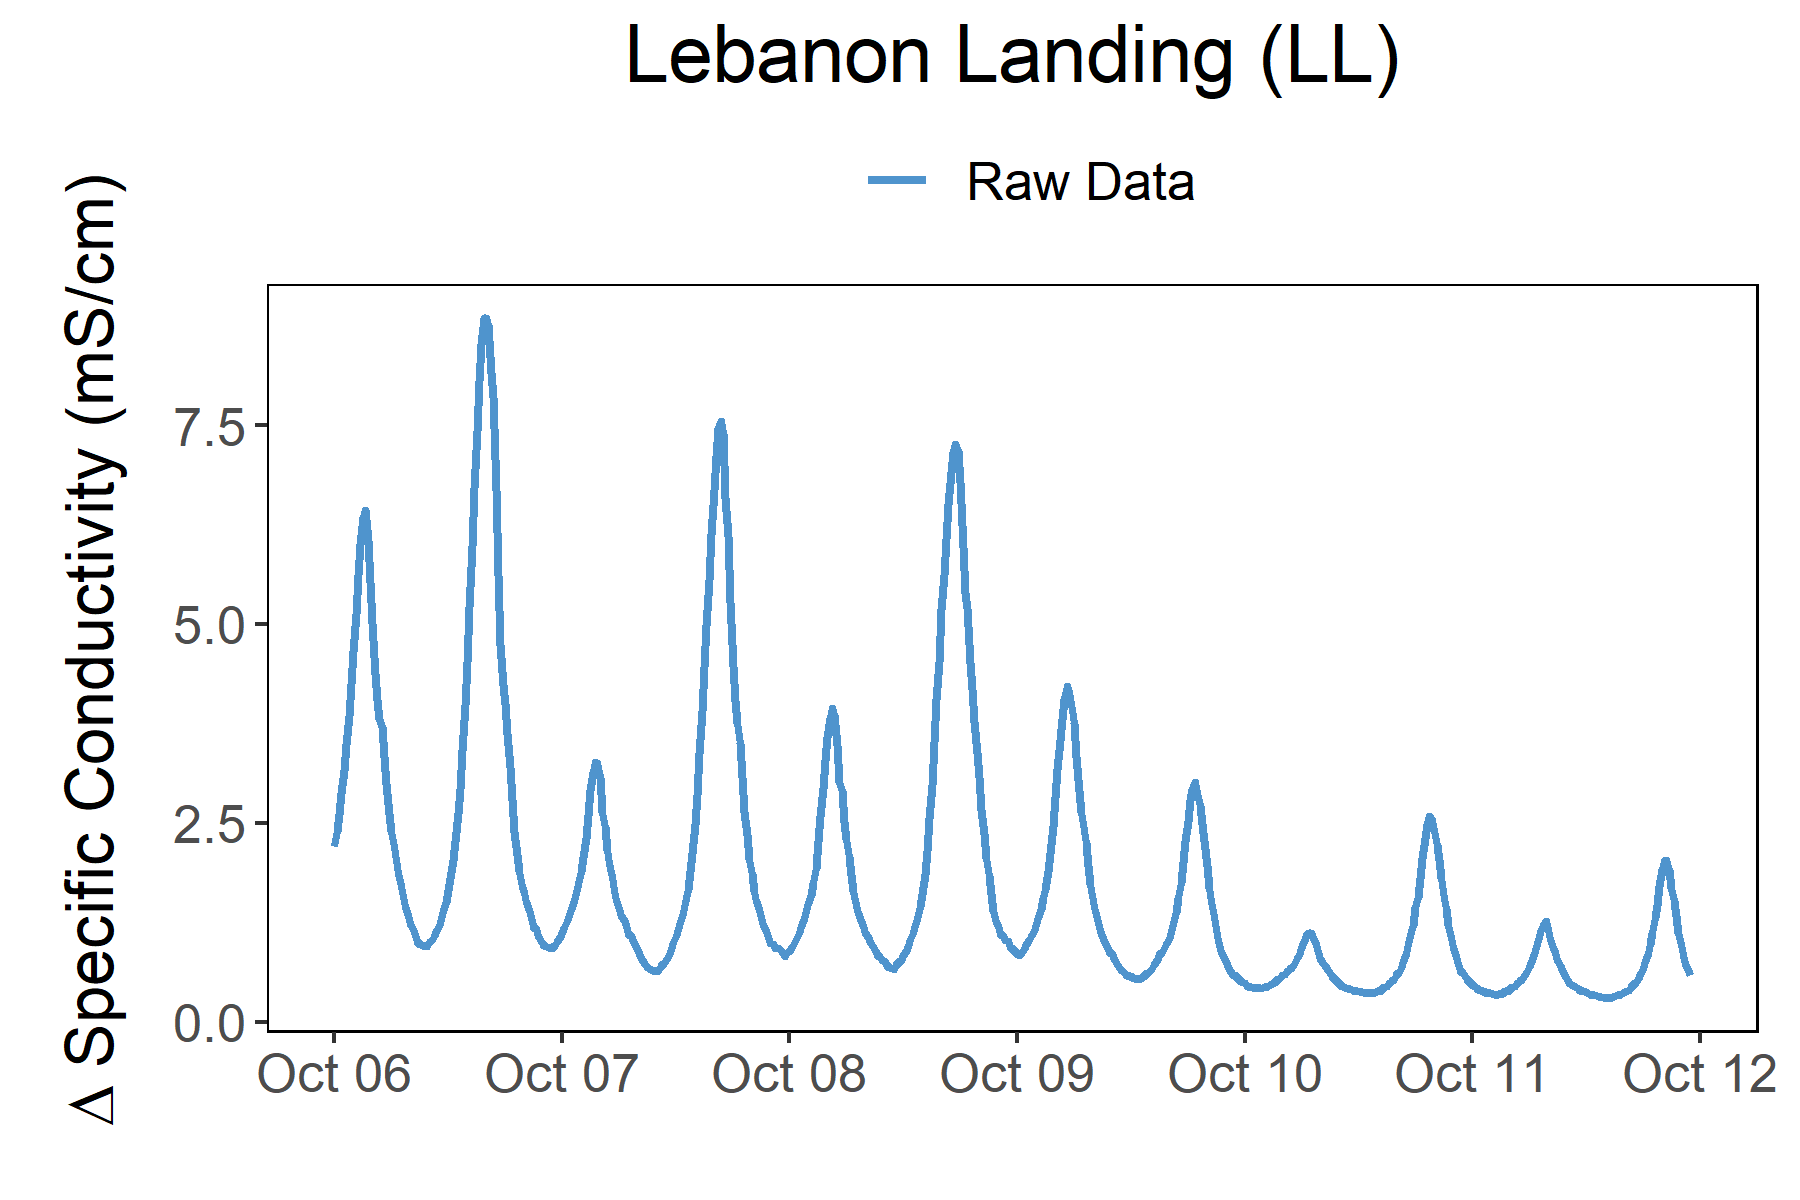 Lebanon Landing (LL)
Raw Data
Δ Specific Conductivity (mS/cm)
7.5
5.0
2.5
0.0
Oct 06 Oct 07 Oct 08 Oct 09 Oct 10 Oct 11 Oct 12